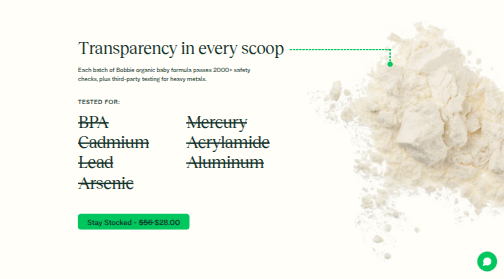 Transparency in every scoop
Each batch of Bobbie organic baby formula passes 2000+ safety
checks, plus third-party testing for heavy metals.
TESTED FOR:
BPA
Cadmium
Lead
Arsenic
Mercury
Acrylamide
Aluminum
Stay Stocked - $56 $28.00